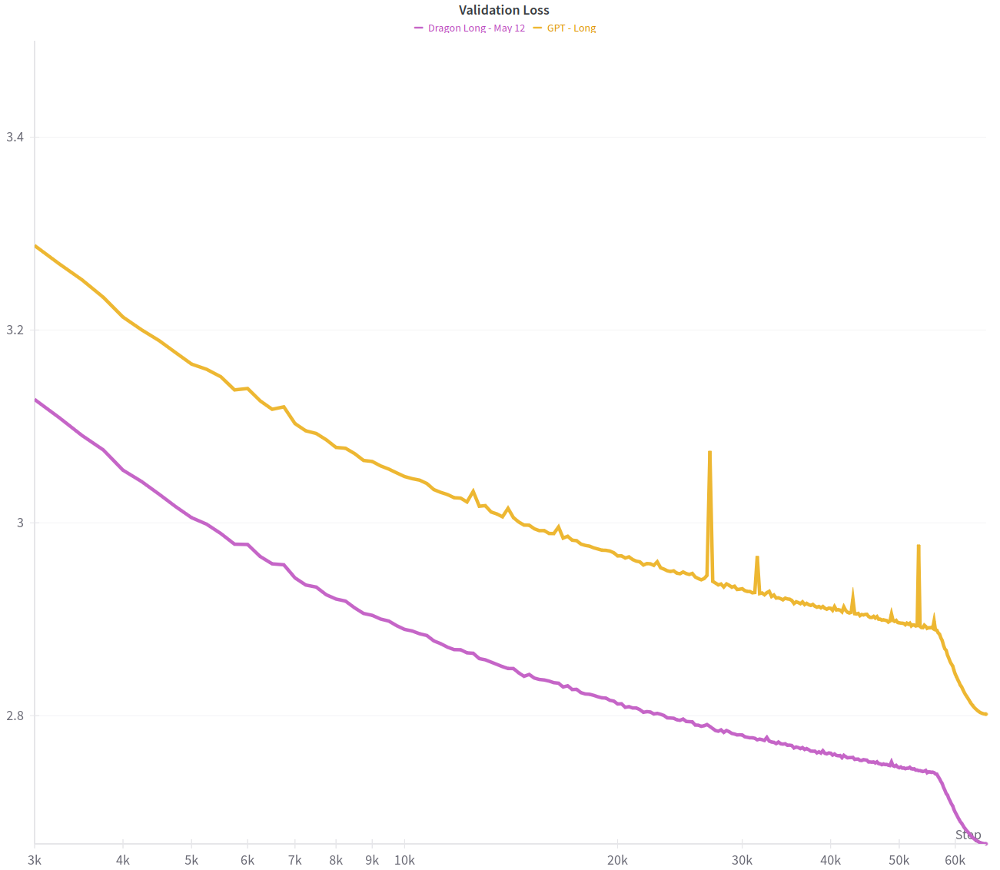 Validation Loss
Dragon Long - May 12 GPT - Long
3.4
3.2
3
2.8
Step
3k 4k 5k 6k 7k 8k 9k 10k 20k 30k 40k 50k 60k